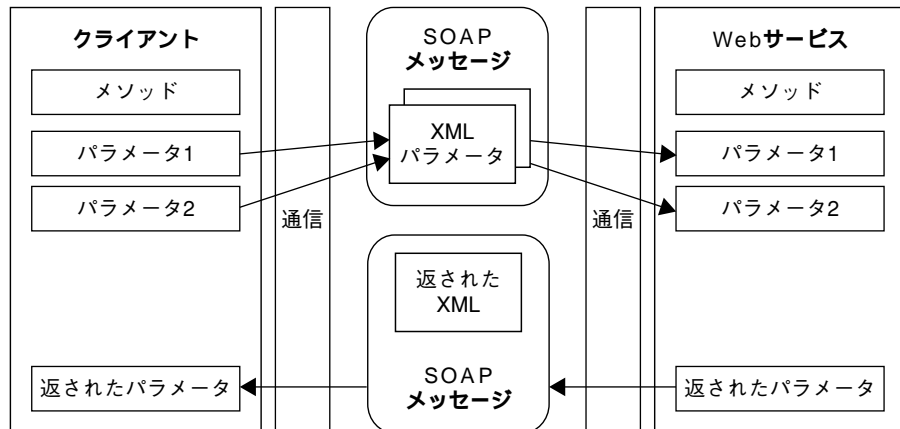 クライアント
メソッド
パラメータ1
パラメータ2
返されたパラメータ
通信
SOAP
メッセージ
XML
パラメータ
返された
XML
SOAP
メッセージ
通信
Webサービス
メソッド
パラメータ1
パラメータ2
返されたパラメータ